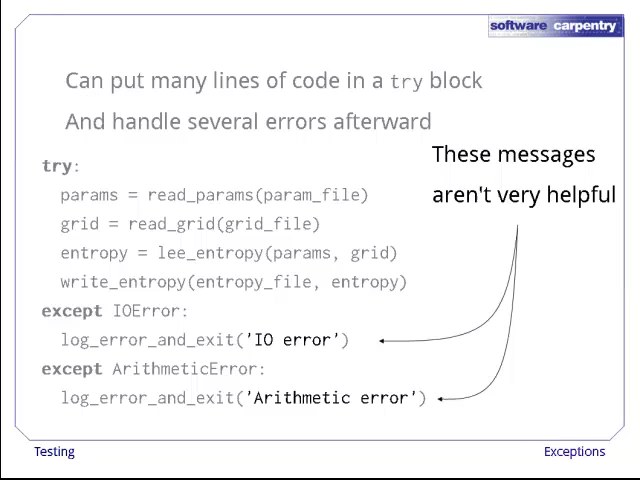 software carpentry
Can put many lines of code in a try block
And handle several errors afterward
These messages
aren't very helpful
try:
params = read_params(param_file)
grid = read_grid(grid_file)
entropy = lee_entropy(params, grid)
write_entropy(entropy_file, entropy)
except IOError:
log_error_and_exit('IO error')
except ArithmeticError:
log_error_and_exit('Arithmetic error')
Testing
Exceptions